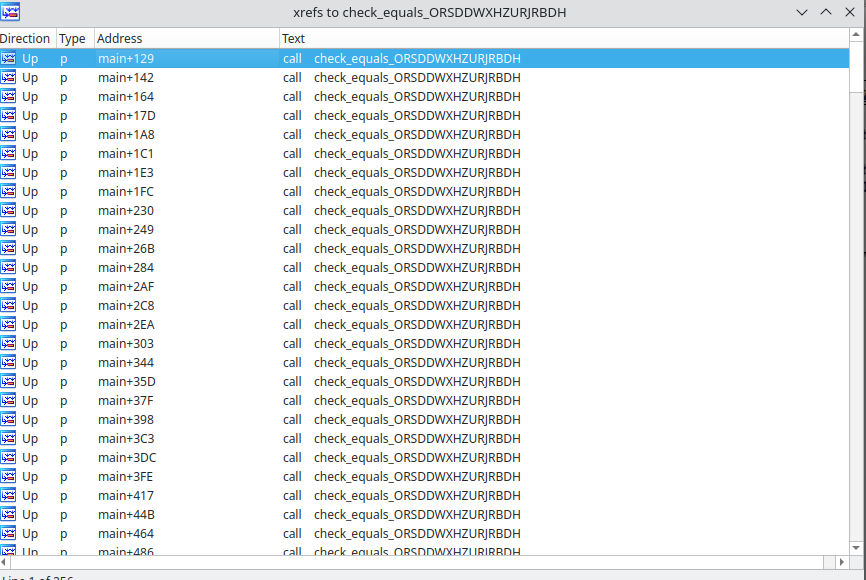 xrefs to check_equals_ORSDDWXHZURJRBDH
Direction Type Address Text
Up p main+129 call check_equals_ORSDDWXHZURJRBDH
Up p main+142 call check_equals_ORSDDWXHZURJRBDH
Up p main+164 call check_equals_ORSDDWXHZURJRBDH
Up p main+17D call check_equals_ORSDDWXHZURJRBDH
Up p main+1A8 call check_equals_ORSDDWXHZURJRBDH
Up p main+1C1 call check_equals_ORSDDWXHZURJRBDH
Up p main+1E3 call check_equals_ORSDDWXHZURJRBDH
Up p main+1FC call check_equals_ORSDDWXHZURJRBDH
Up p main+230 call check_equals_ORSDDWXHZURJRBDH
Up p main+249 call check_equals_ORSDDWXHZURJRBDH
Up p main+26B call check_equals_ORSDDWXHZURJRBDH
Up p main+284 call check_equals_ORSDDWXHZURJRBDH
Up p main+2AF call check_equals_ORSDDWXHZURJRBDH
Up p main+2C8 call check_equals_ORSDDWXHZURJRBDH
Up p main+2EA call check_equals_ORSDDWXHZURJRBDH
Up p main+303 call check_equals_ORSDDWXHZURJRBDH
Up p main+344 call check_equals_ORSDDWXHZURJRBDH
Up p main+35D call check_equals_ORSDDWXHZURJRBDH
Up p main+37F call check_equals_ORSDDWXHZURJRBDH
Up p main+398 call check_equals_ORSDDWXHZURJRBDH
Up p main+3C3 call check_equals_ORSDDWXHZURJRBDH
Up p main+3DC call check_equals_ORSDDWXHZURJRBDH
Up p main+3FE call check_equals_ORSDDWXHZURJRBDH
Up p main+417 call check_equals_ORSDDWXHZURJRBDH
Up p main+44B call check_equals_ORSDDWXHZURJRBDH
Up p main+464 call check_equals_ORSDDWXHZURJRBDH
Up p main+486 call check_equals_ORSDDWXHZURJRBDH
Line 1 of 256